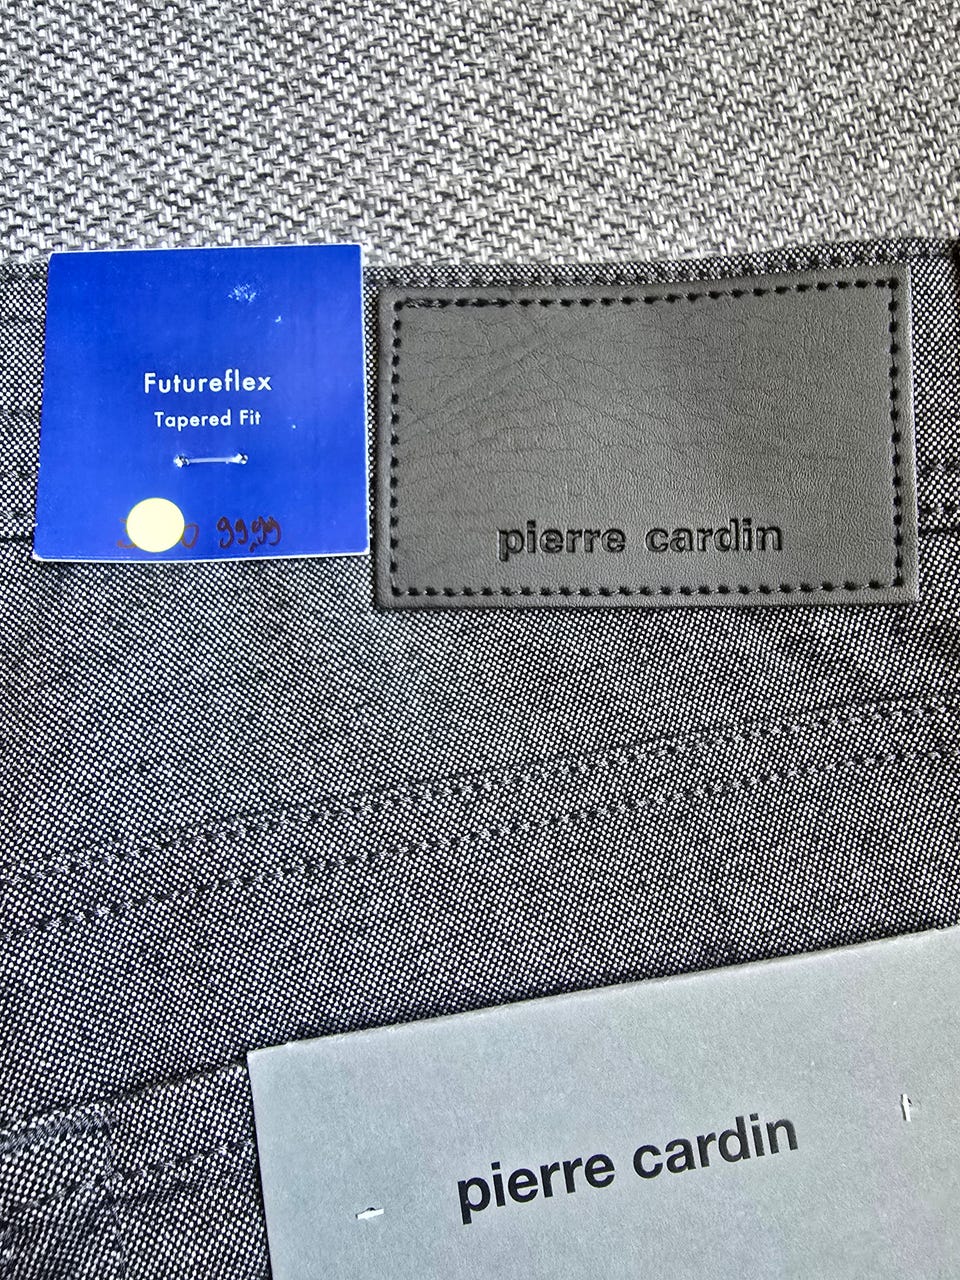 Futureflex
Tapered Fit
99,99
pierre cardin
pierre cardin